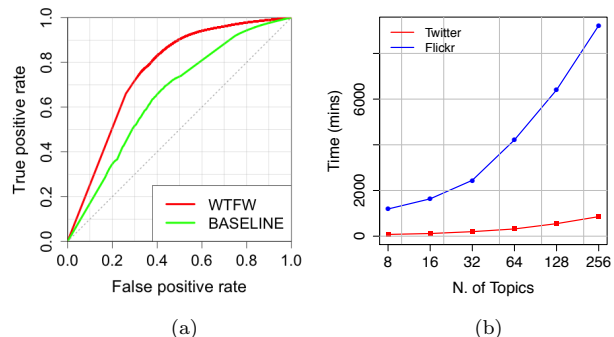 True positive rate
1.0
0.8
0.6
0.4
0.2
0.0
WTFW
BASELINE
0.0 0.2 0.4 0.6 0.8 1.0
False positive rate
(a)
Time (mins)
6000
2000
0
Twitter
Flickr
8 16 32 64 128 256
N. of Topics
(b)